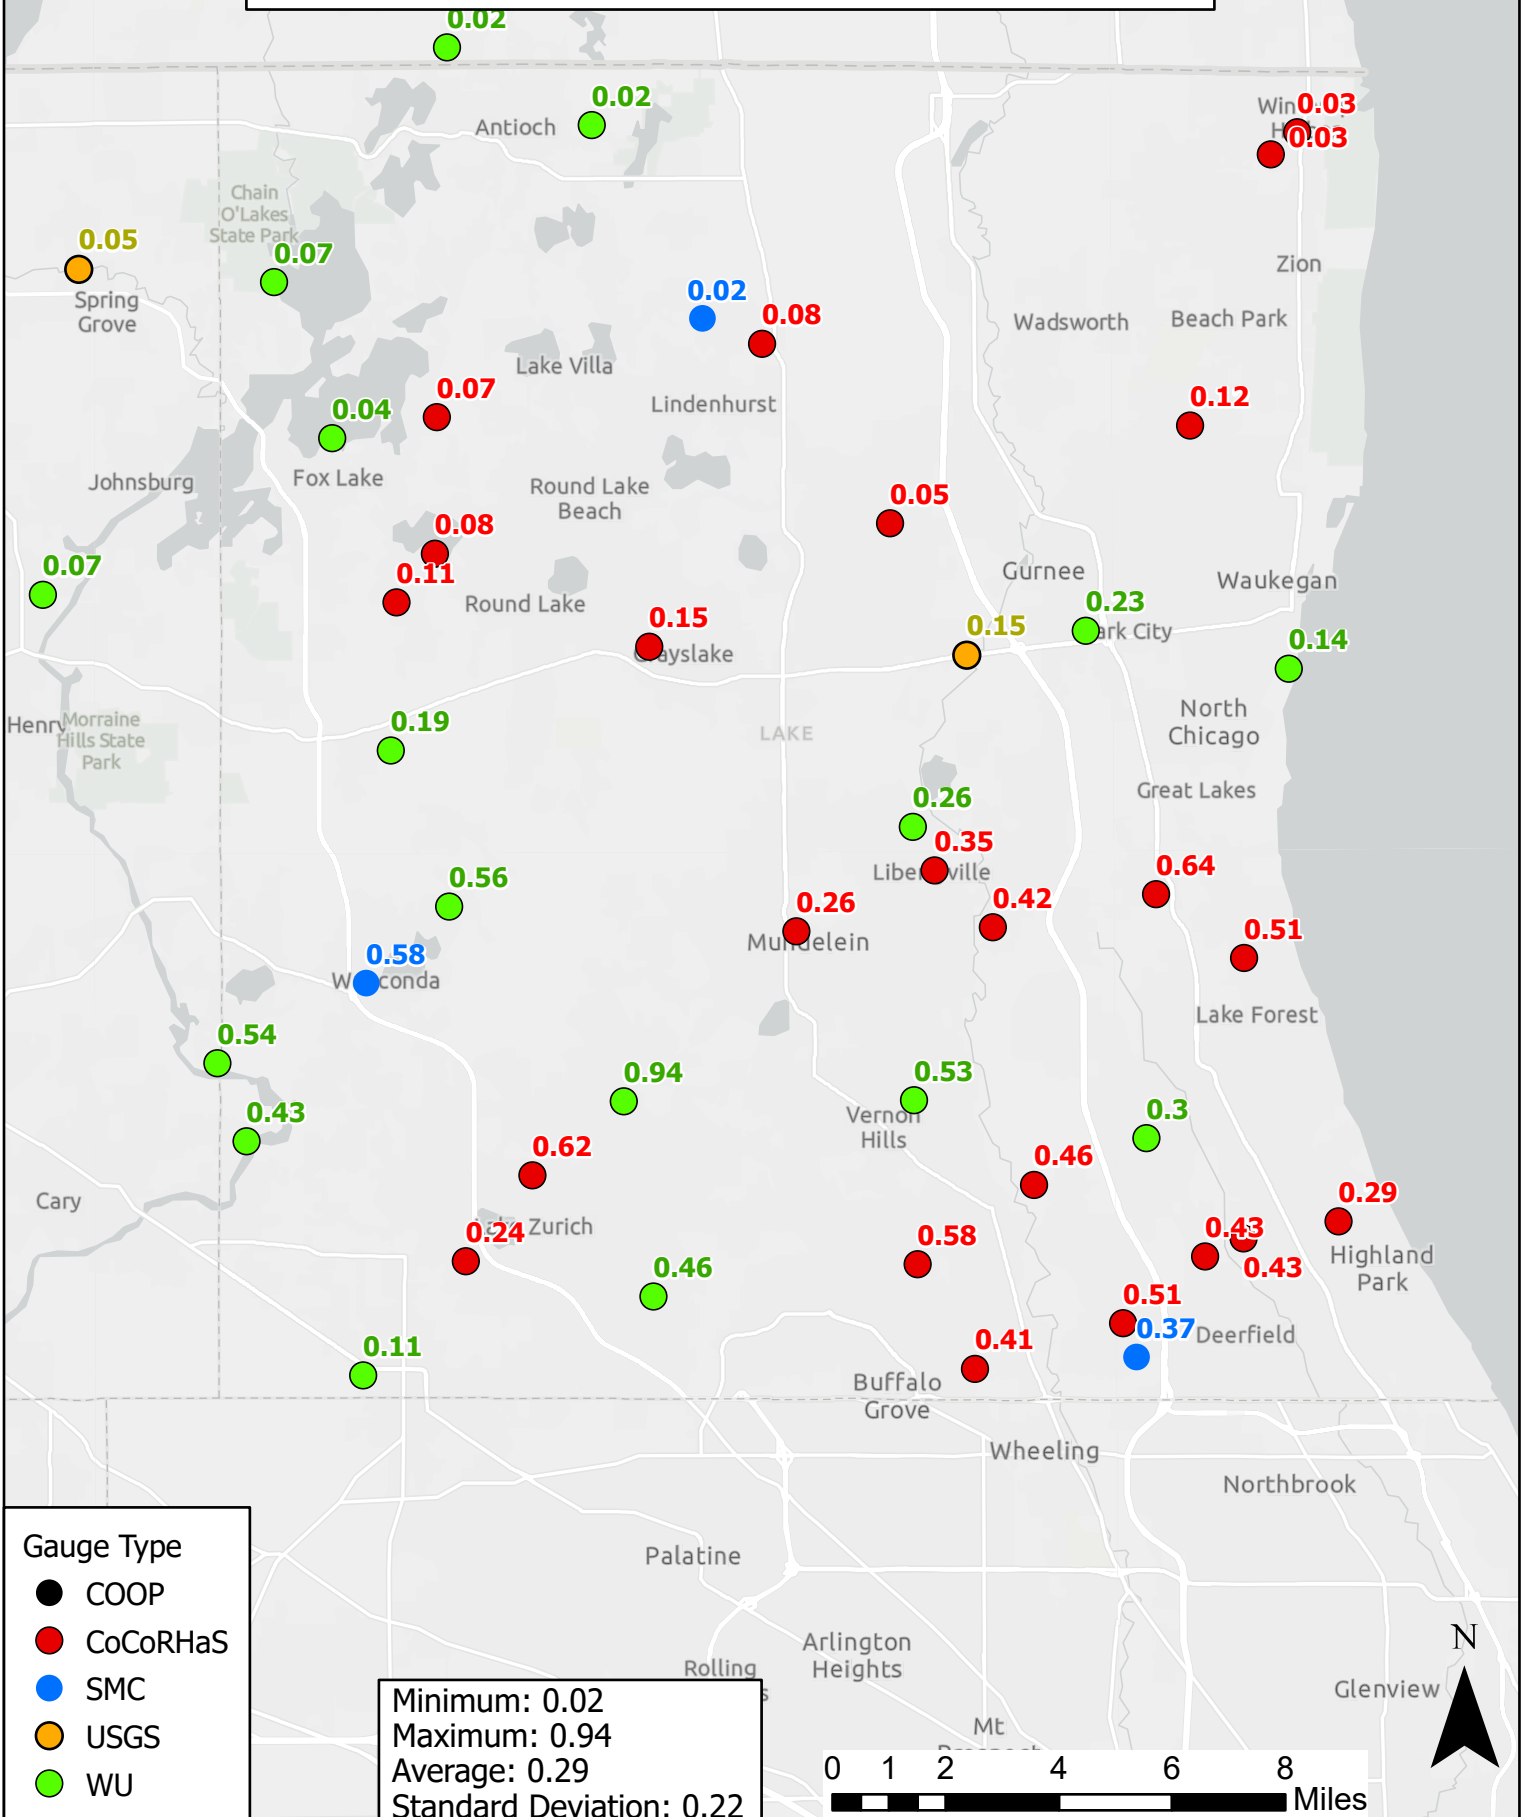 0.02
0.02
Antioch
0.03
0.03
Chain
O'Lakes
State Park
0.05
0.07
Spring
Grove
Zion
0.02
0.08
Wadsworth
Beach Park
Lake Villa
0.07
Lindenhurst
0.12
0.04
Fox Lake
Johnsburg
Round Lake
Beach
0.05
0.08
0.11
0.07
Round Lake
Gurnee
Waukegan
0.23
0.15
0.15
ark City
0.14
Grayslake
0.19
Henry
Morraine
Hills State
Park
LAKE
North
Chicago
Great Lakes
0.26
0.35
Libertyville
0.64
0.56
0.26
0.42
Mundelein
0.51
0.58
Wauconda
Lake Forest
0.54
0.94
0.53
0.43
Vernon
Hills
0.3
0.62
0.46
Cary
0.29
0.24
Lake Zurich
0.58
0.43
0.43
Highland
Park
0.46
0.51
0.37
Deerfield
0.11
0.41
Buffalo
Grove
Wheeling
Northbrook
Palatine
Arlington
Heights
Rolling
Glenview
Mt
Gauge Type
COOP
CoCoRHaS
SMC
USGS
WU
Minimum: 0.02
Maximum: 0.94
Average: 0.29
Standard Deviation: 0.22
N
0 1 2 4 6 8
Miles